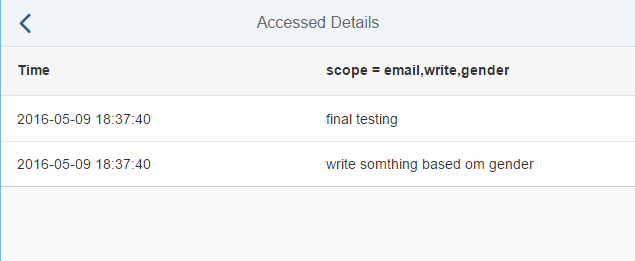 Accessed Details
Time scope = email,write,gender
2016-05-09 18:37:40 final testing
2016-05-09 18:37:40 write somthing based om gender